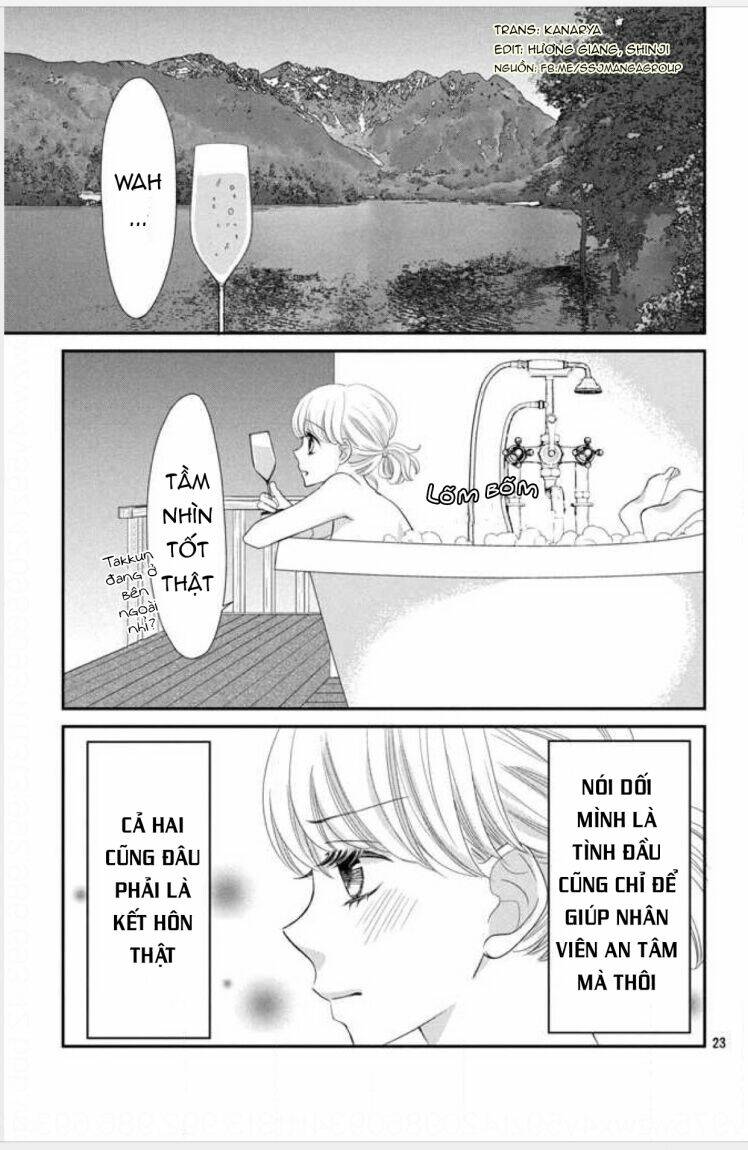 TRANS: KANARYA
EDIT: HƯƠNG GIANG, SHINJI
NGUỒN: FB.ME/SSJMANGAGROUP
WAH
...
TẦM
NHÌN
TỐT
THẬT
Takkun
đang ở
bên
ngoài
nhỉ?
LÕM BÕM
NÓI DỐI
MÌNH LÀ
TÌNH ĐẦU
CŨNG CHỈ ĐỂ
GIÚP NHÂN
VIÊN AN TÂM
MÀ THÔI
CẢ HAI
CŨNG ĐÂU
PHẢI LÀ
KẾT HÔN
THẬT
23